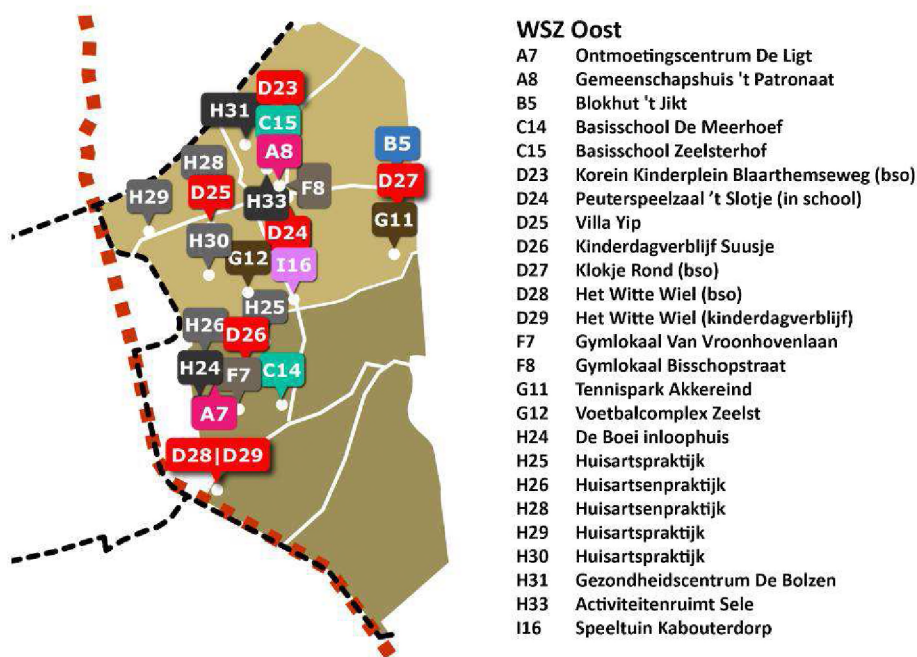 D23
H31
C15
A8
B5
H28
D25
H29
F8
D27
H33
G11
D24
H30
G12
I16
H25
H26
D26
H24
F7
C14
A7
D28|D29
WSZ Oost
A7 Ontmoetingscentrum De Ligt
A8 Gemeenschapshuis 't Patronaat
B5 Blokhut 't Jikt
C14 Basisschool De Meerhoef
C15 Basisschool Zeelsterhof
D23 Korein Kinderplein Blaarthemseweg (bso)
D24 Peuterspeelzaal ’t Slotje (in school)
D25 Villa Yip
D26 Kinderdagverblijf Suusje
D27 Klokje Rond (bso)
D28 Het Witte Wiel (bso)
D29 Het Witte Wiel (kinderdagverblijf)
F7 Gymlokaal Van Vroonhovenlaan
F8 Gymlokaal Bisschopstraat
G11 Tennispark Akkereind
G12 Voetbalcomplex Zeelst
H24 De Boei inloophuis
H25 Huisartspraktijk
H26 Huisartsenpraktijk
H28 Huisartsenpraktijk
H29 Huisartspraktijk
H30 Huisartspraktijk
H31 Gezondheidscentrum De Bolzen
H33 Activiteitenruimt Sele
I16 Speeltuin Kabouterdorp